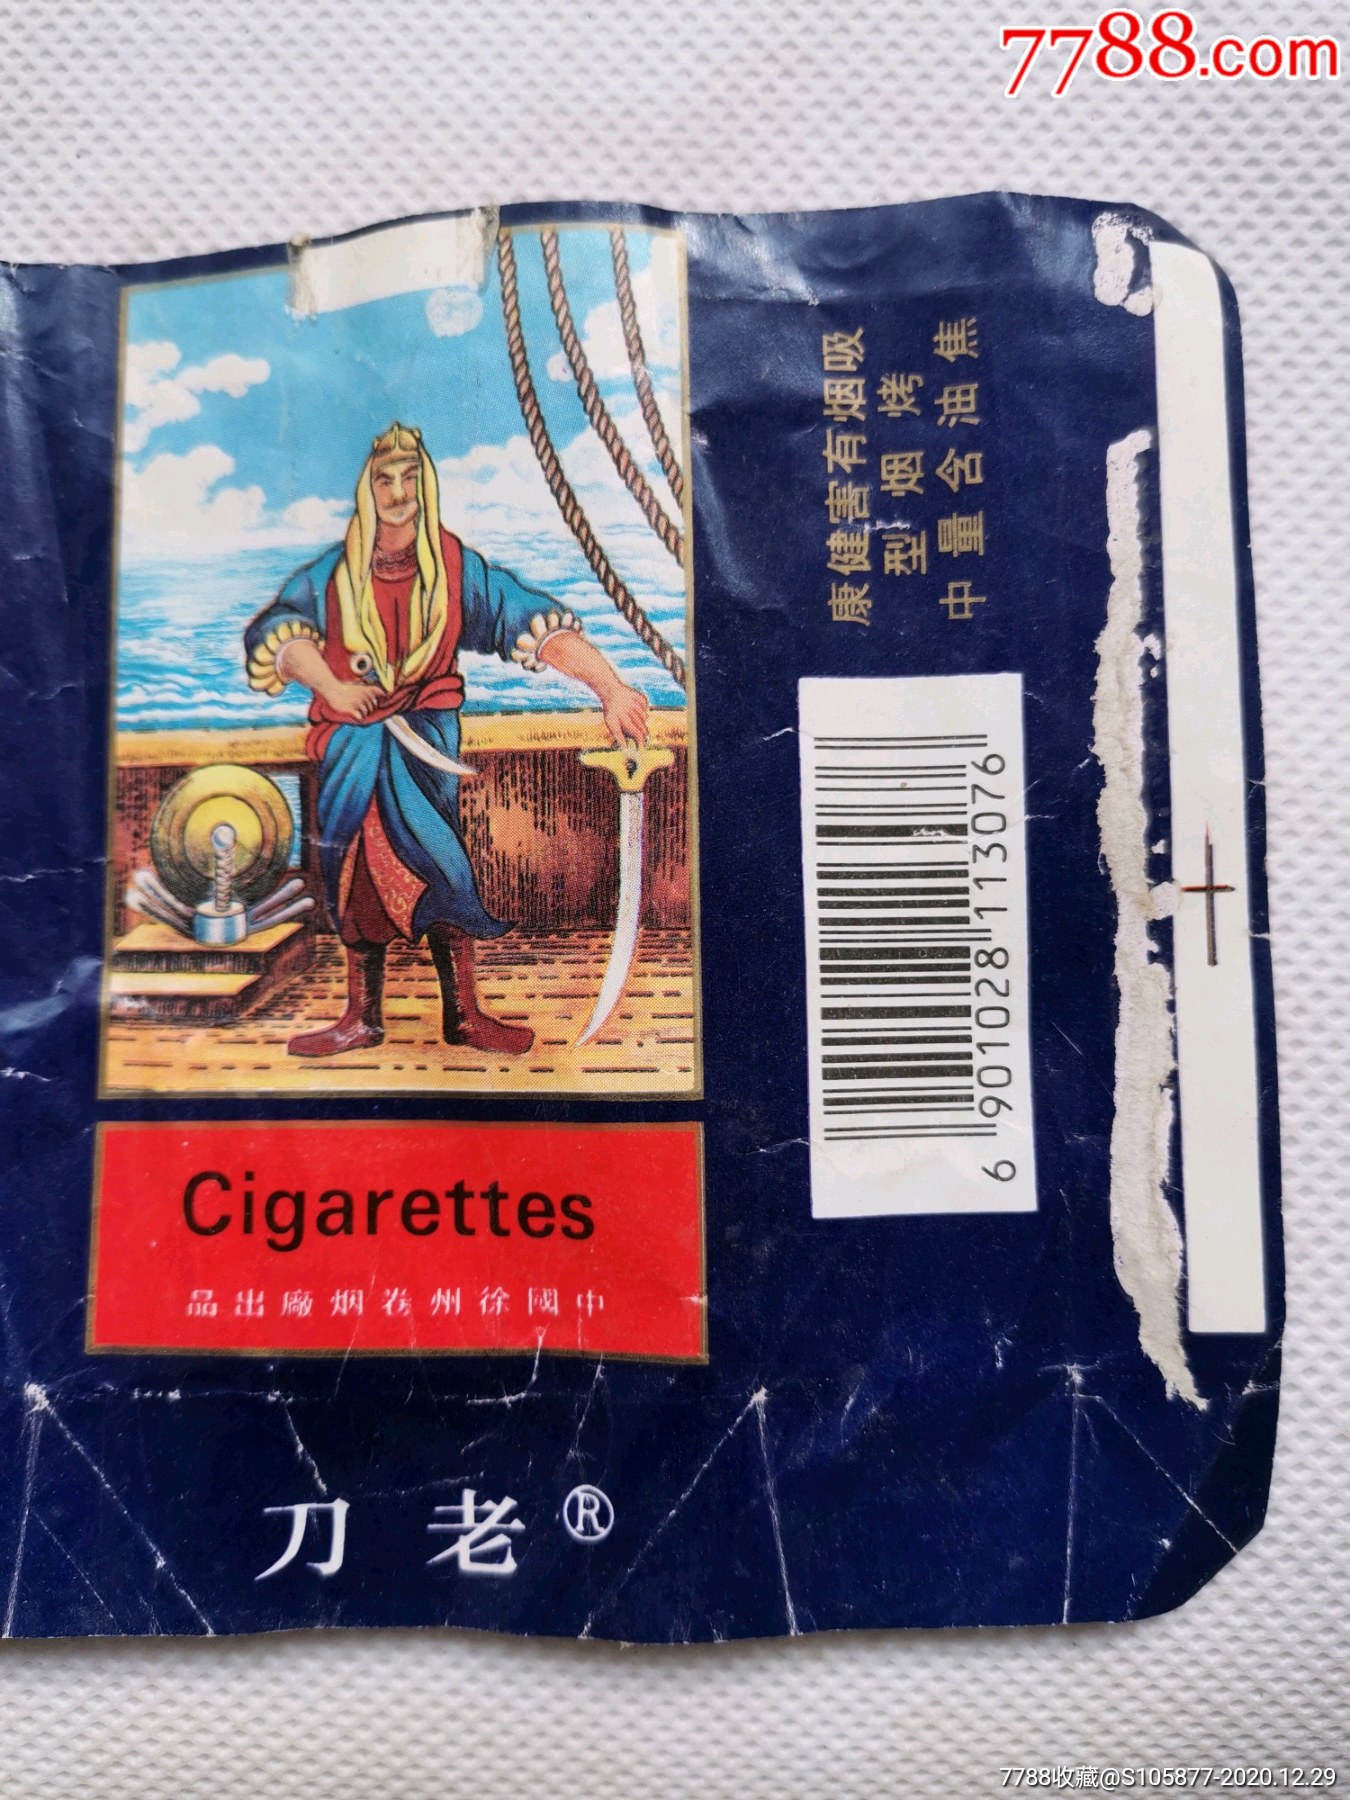 7788.com
吸烟有害健康
烤烟型
焦油含量中
6 901028 113076
Cigarettes
中國徐州卷烟廠出品
老刀®
7788收藏@S105877-2020.12.29